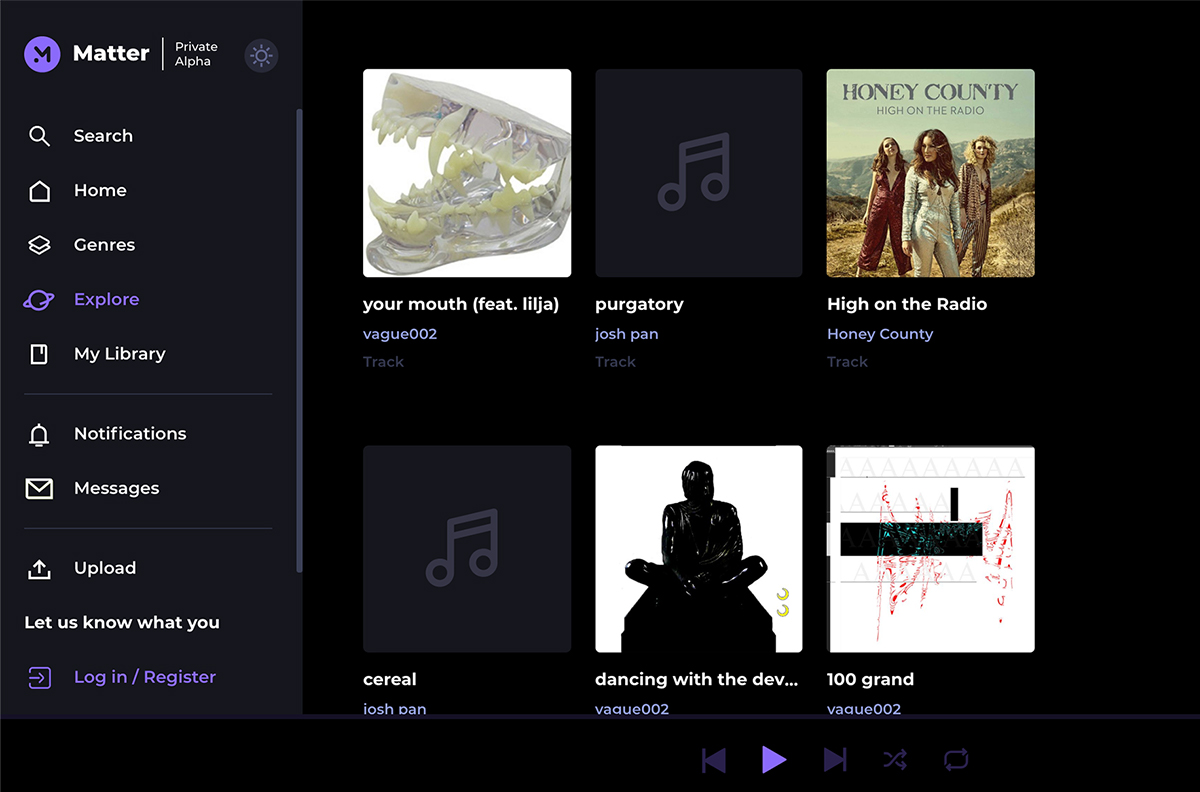 Matter
Private
Alpha
Search
Home
Genres
Explore
My Library
Notifications
Messages
Upload
Let us know what you
Log in / Register
HONEY COUNTY
HIGH ON THE RADIO
your mouth (feat. lilja)
vague002
Track
purgatory
josh pan
Track
High on the Radio
Honey County
Track
AAAAAAAAA
cereal
josh pan
dancing with the dev...
vague002
100 grand
vague002